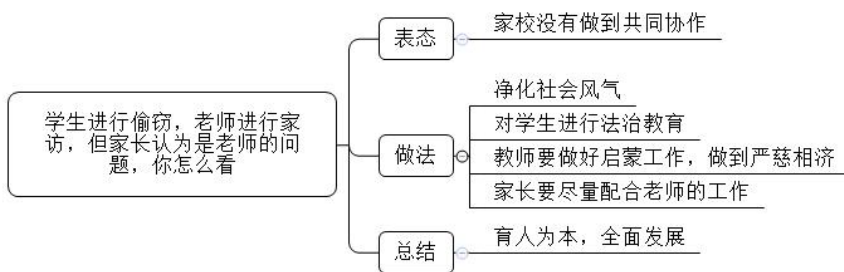 学生进行偷窃，老师进行家
访，但家长认为是老师的问
题，你怎么看
表态
家校没有做到共同协作
做法
净化社会风气
对学生进行法治教育
教师要做好启蒙工作，做到严慈相济
家长要尽量配合老师的工作
总结
育人为本，全面发展